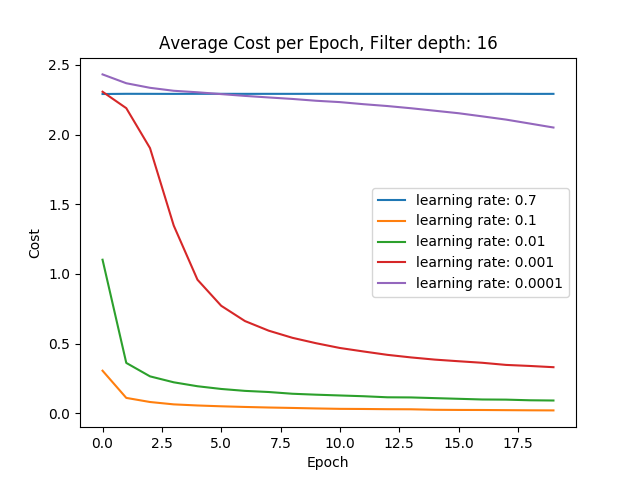 Average Cost per Epoch, Filter depth: 16
2.5
2.0
1.5
1.0
0.5
0.0
Cost
learning rate: 0.7
learning rate: 0.1
learning rate: 0.01
learning rate: 0.001
learning rate: 0.0001
0.0 2.5 5.0 7.5 10.0 12.5 15.0 17.5
Epoch